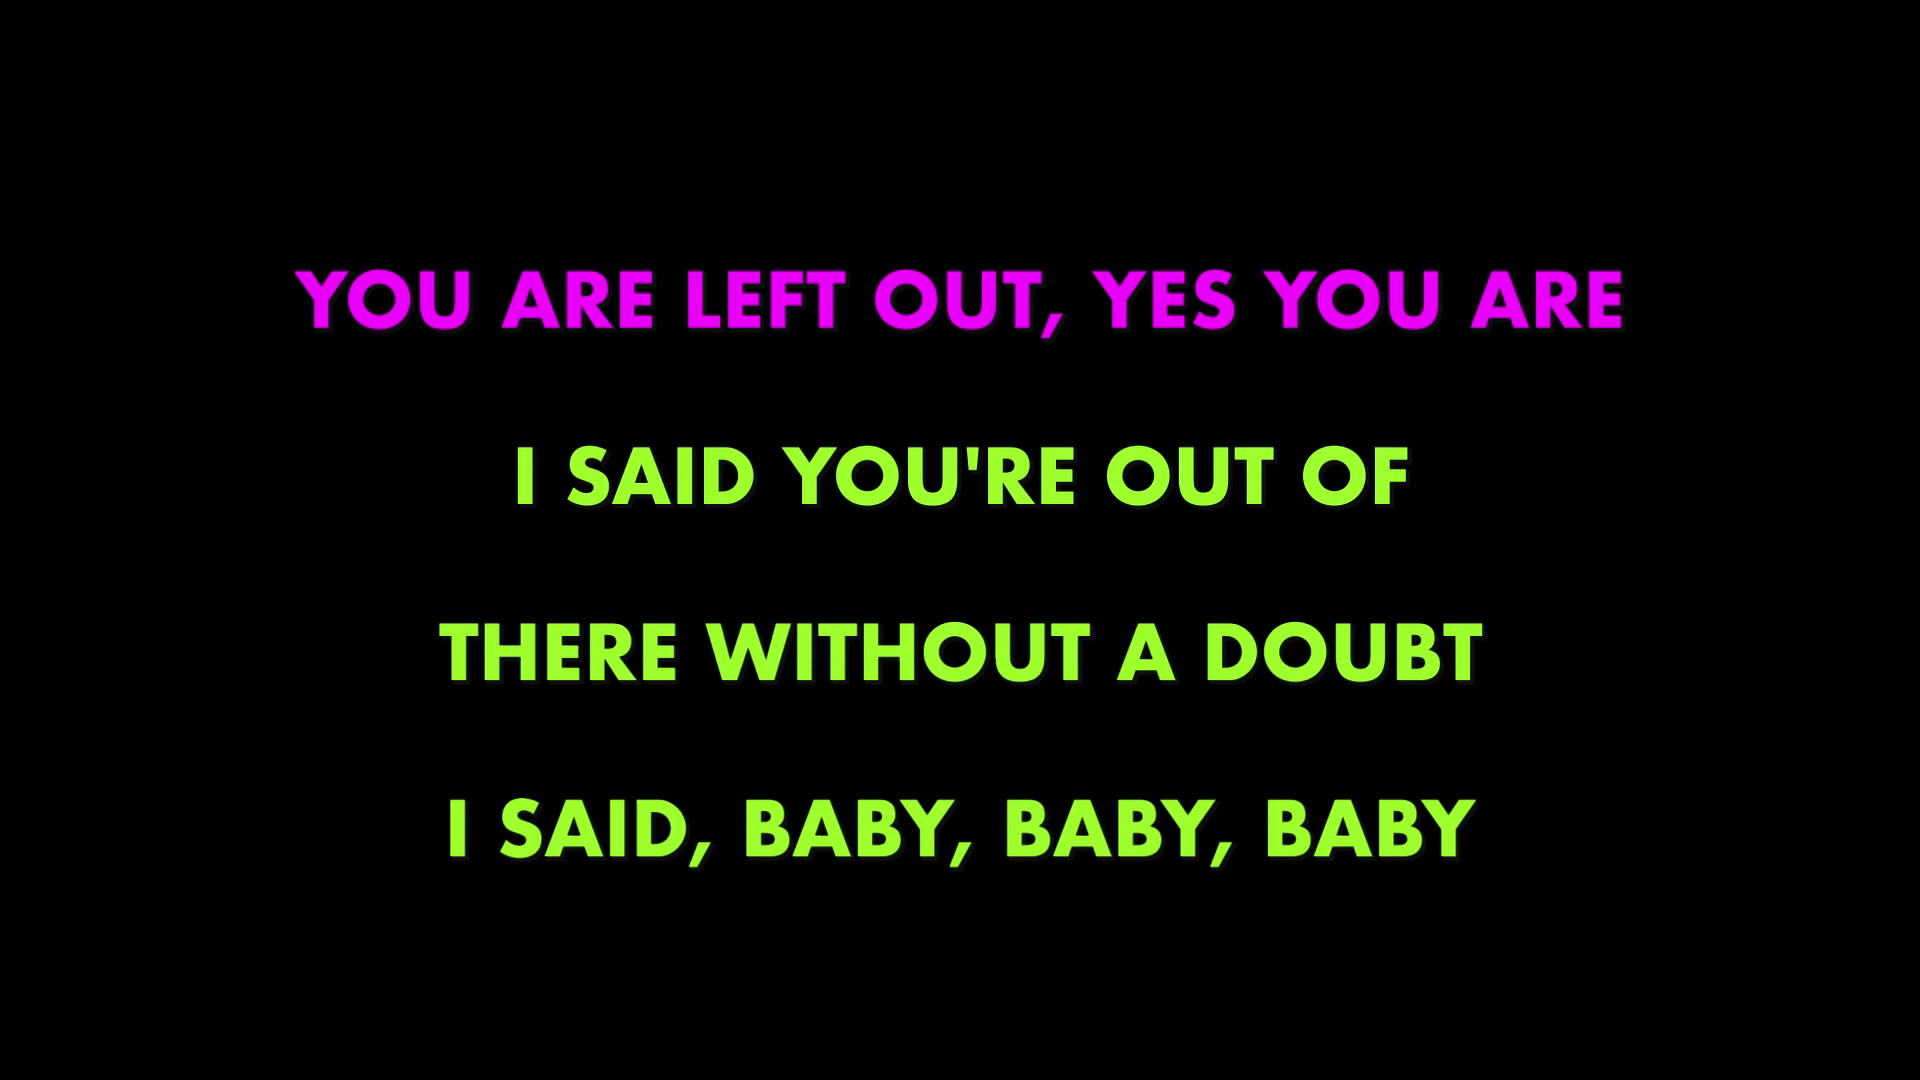 YOU ARE LEFT OUT, YES YOU ARE
I SAID YOU'RE OUT OF
THERE WITHOUT A DOUBT
I SAID, BABY, BABY, BABY